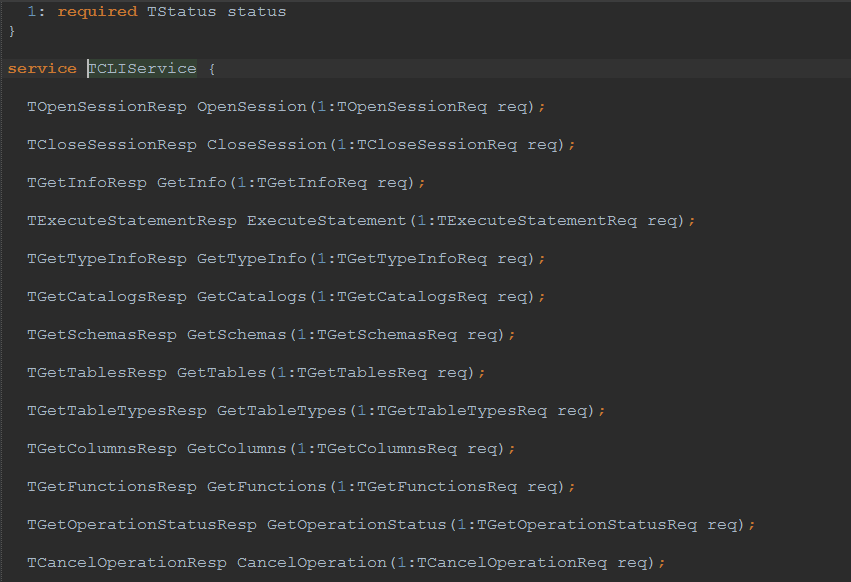 1: required TStatus status
}
service TCLIService {
TOpenSessionResp OpenSession(1:TOpenSessionReq req);
TCloseSessionResp CloseSession(1:TCloseSessionReq req);
TGetInfoResp GetInfo(1:TGetInfoReq req);
TExecuteStatementResp ExecuteStatement(1:TExecuteStatementReq req);
TGetTypeInfoResp GetTypeInfo(1:TGetTypeInfoReq req);
TGetCatalogsResp GetCatalogs(1:TGetCatalogsReq req);
TGetSchemasResp GetSchemas(1:TGetSchemasReq req);
TGetTablesResp GetTables(1:TGetTablesReq req);
TGetTableTypesResp GetTableTypes(1:TGetTableTypesReq req);
TGetColumnsResp GetColumns(1:TGetColumnsReq req);
TGetFunctionsResp GetFunctions(1:TGetFunctionsReq req);
TGetOperationStatusResp GetOperationStatus(1:TGetOperationStatusReq req);
TCancelOperationResp CancelOperation(1:TCancelOperationReq req);